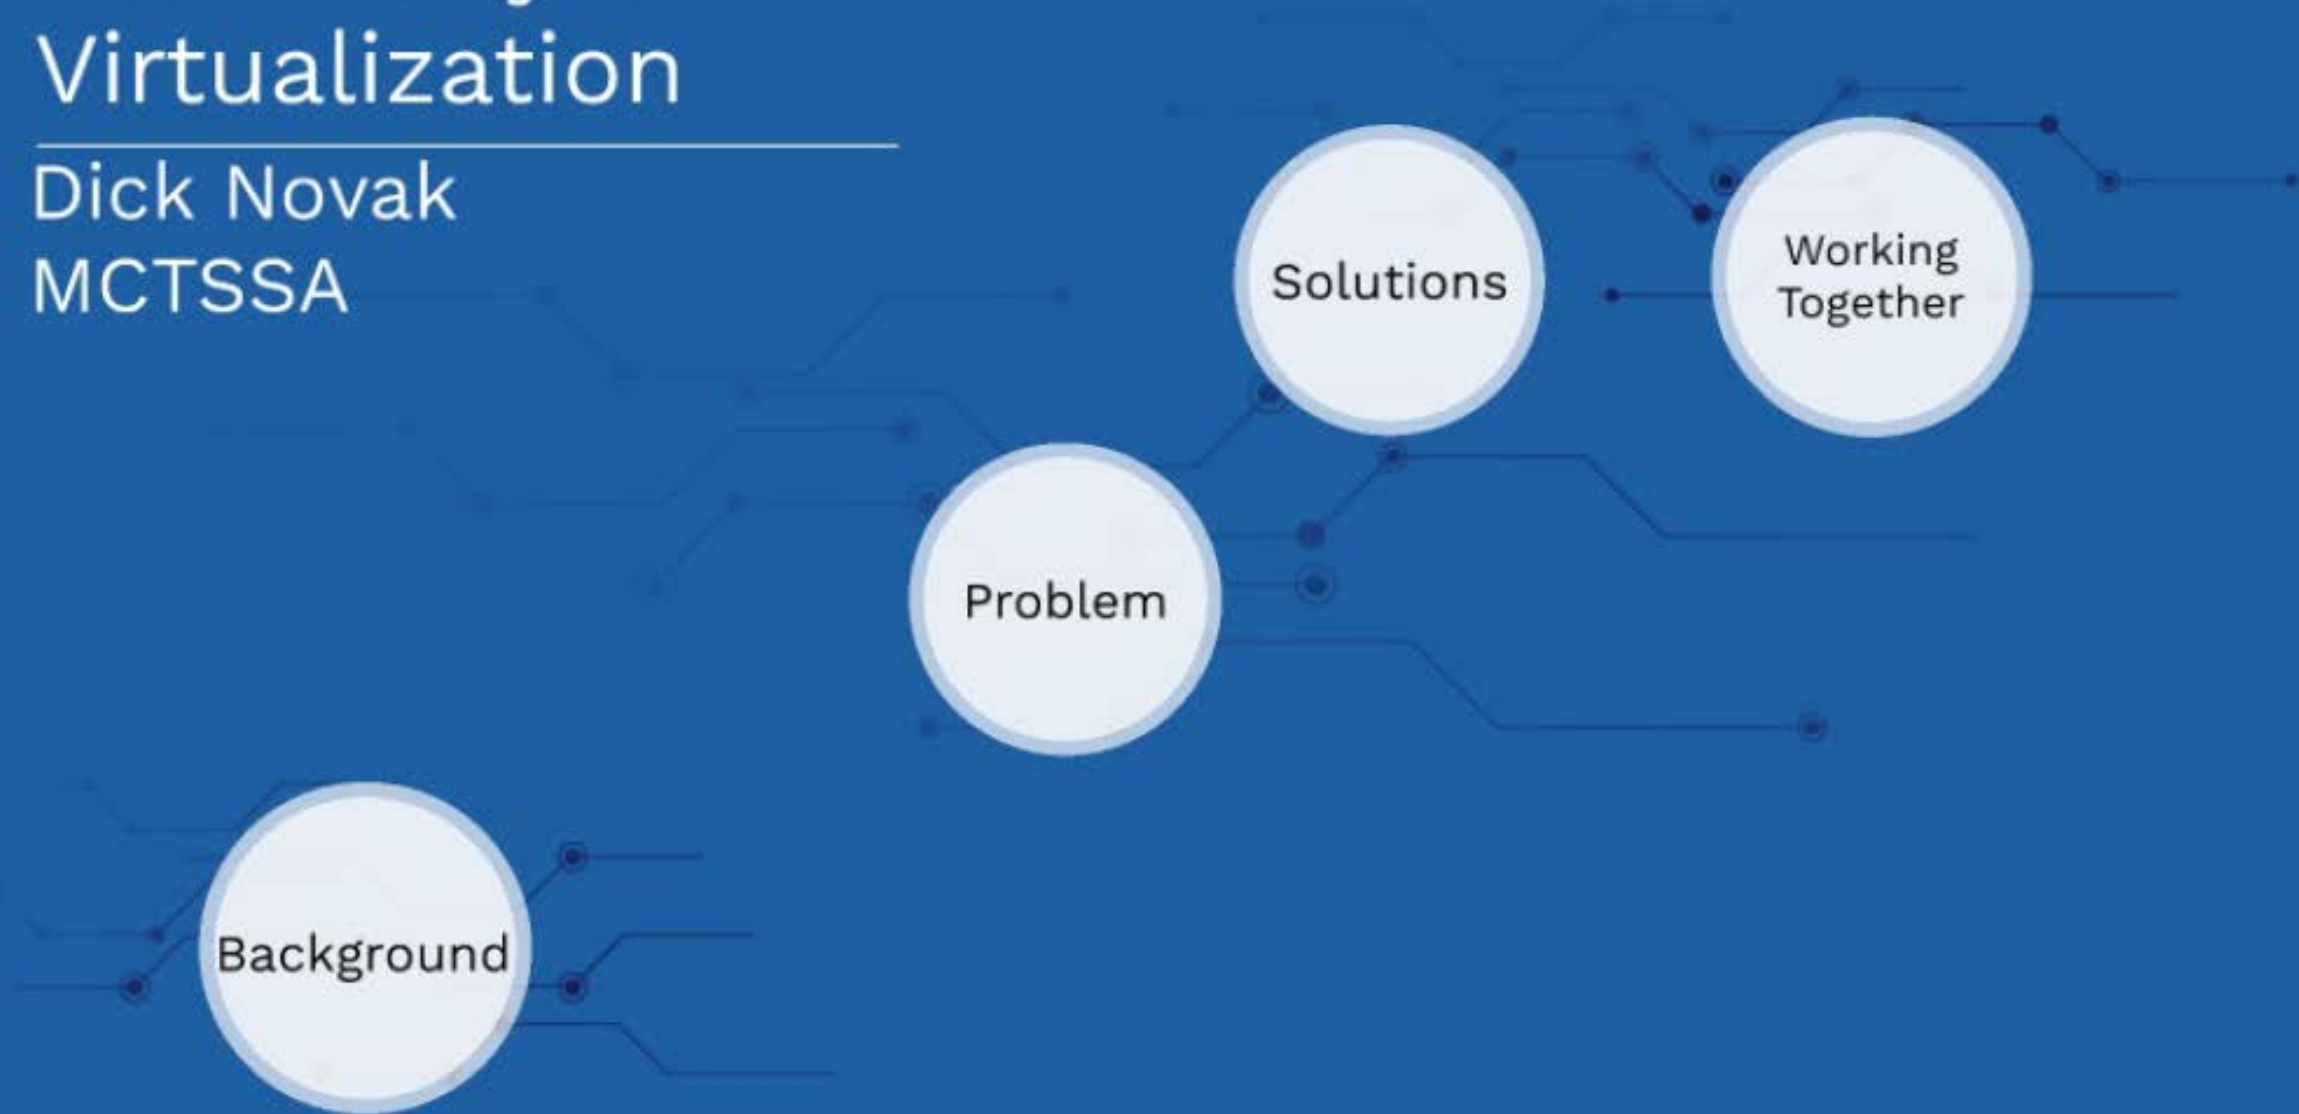 Virtualization
Dick Novak
MCTSSA
Solutions
Working
Together
Problem
Background